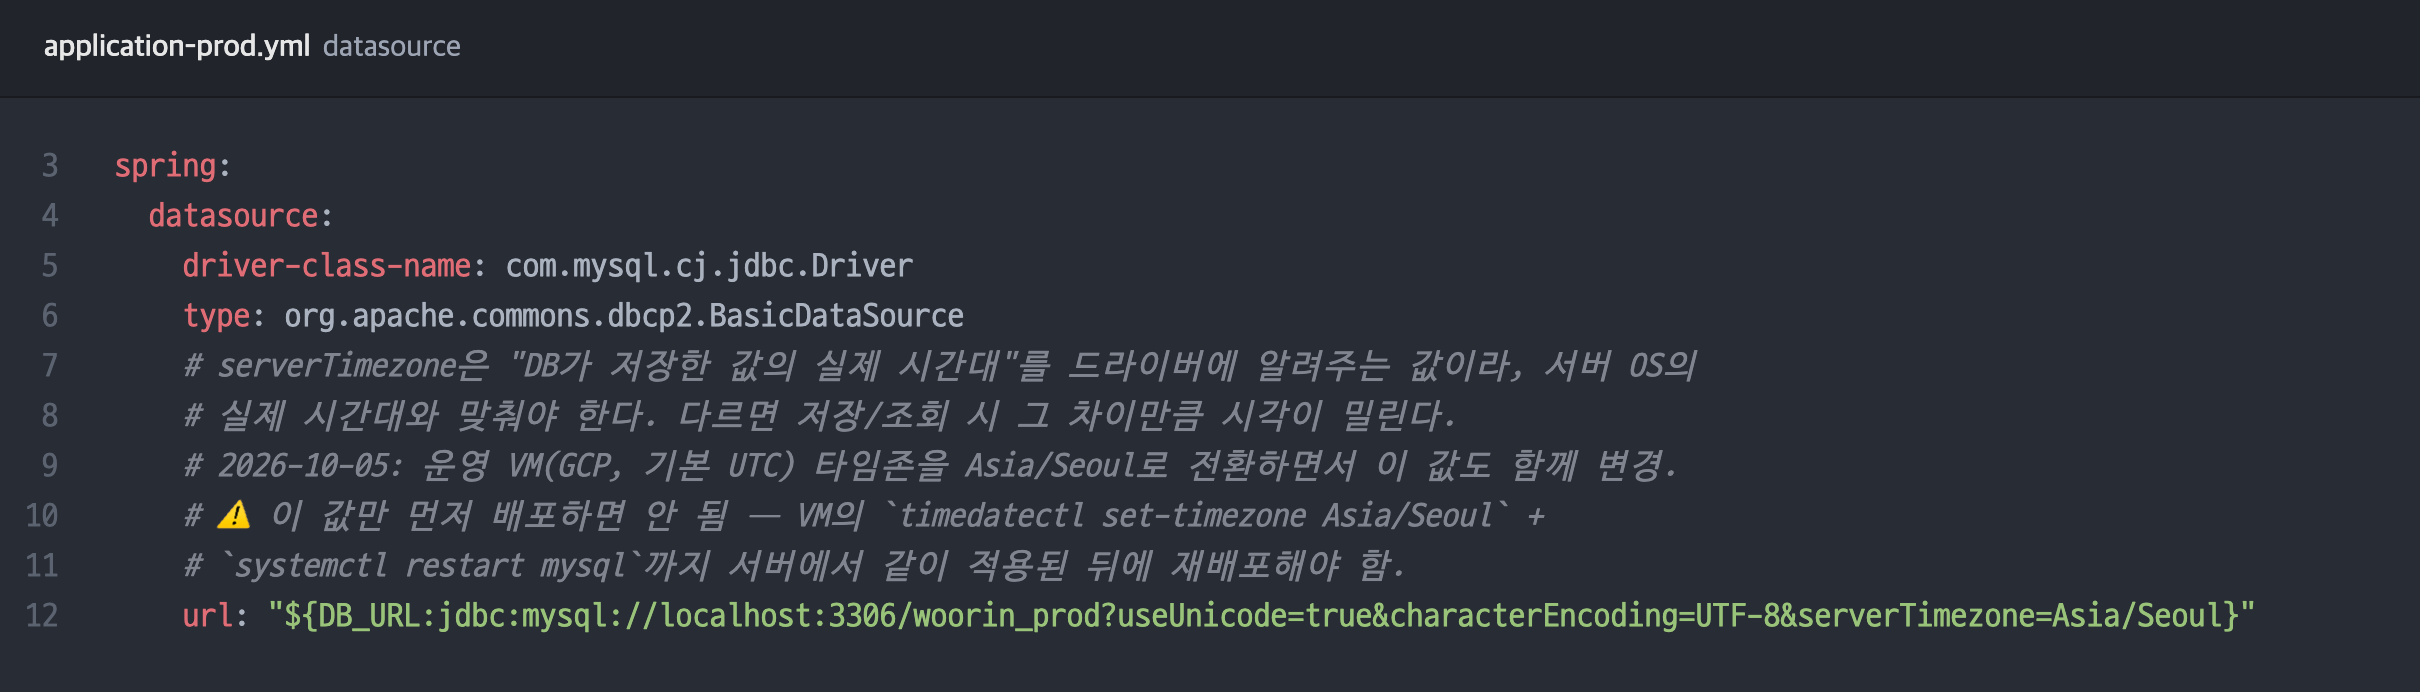 application-prod.yml datasource
3 spring:
4 datasource:
5 driver-class-name: com.mysql.cj.jdbc.Driver
6 type: org.apache.commons.dbcp2.BasicDataSource
7 # serverTimezone은 "DB가 저장한 값의 실제 시간대"를 드라이버에 알려주는 값이라, 서버 OS의
8 # 실제 시간대와 맞춰야 한다. 다르면 저장/조회 시 그 차이만큼 시각이 밀린다.
9 # 2026-10-05: 운영 VM(GCP, 기본 UTC) 타임존을 Asia/Seoul로 전환하면서 이 값도 함께 변경.
10 # ⚠️ 이 값만 먼저 배포하면 안 됨 — VM의 `timedatectl set-timezone Asia/Seoul` +
11 # `systemctl restart mysql`까지 서버에서 같이 적용된 뒤에 재배포해야 함.
12 url: "${DB_URL:jdbc:mysql://localhost:3306/woorin_prod?useUnicode=true&characterEncoding=UTF-8&serverTimezone=Asia/Seoul}"